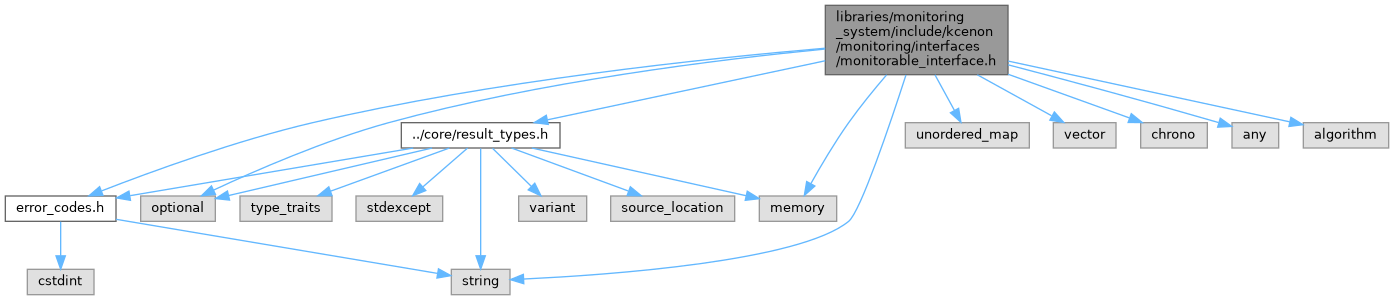 libraries/monitoring
_system/include/kcenon
/monitoring/interfaces
/monitorable_interface.h
../core/result_types.h
unordered_map
vector
chrono
any
algorithm
error_codes.h
optional
type_traits
stdexcept
variant
source_location
memory
cstdint
string